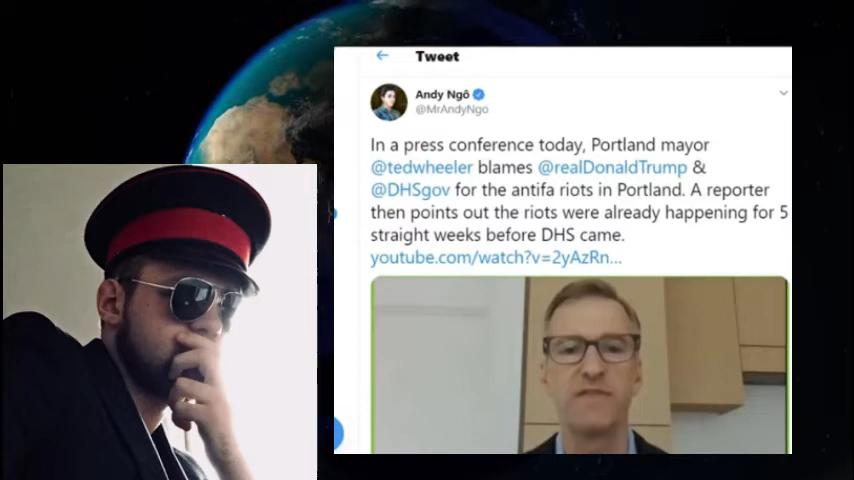 Tweet
Andy Ngô
@MrAndyNgo
In a press conference today, Portland mayor
@tedwheeler blames @realDonaldTrump &
@DHSgov for the antifa riots in Portland. A reporter
then points out the riots were already happening for 5
straight weeks before DHS came.
youtube.com/watch?v=2yAzRn...